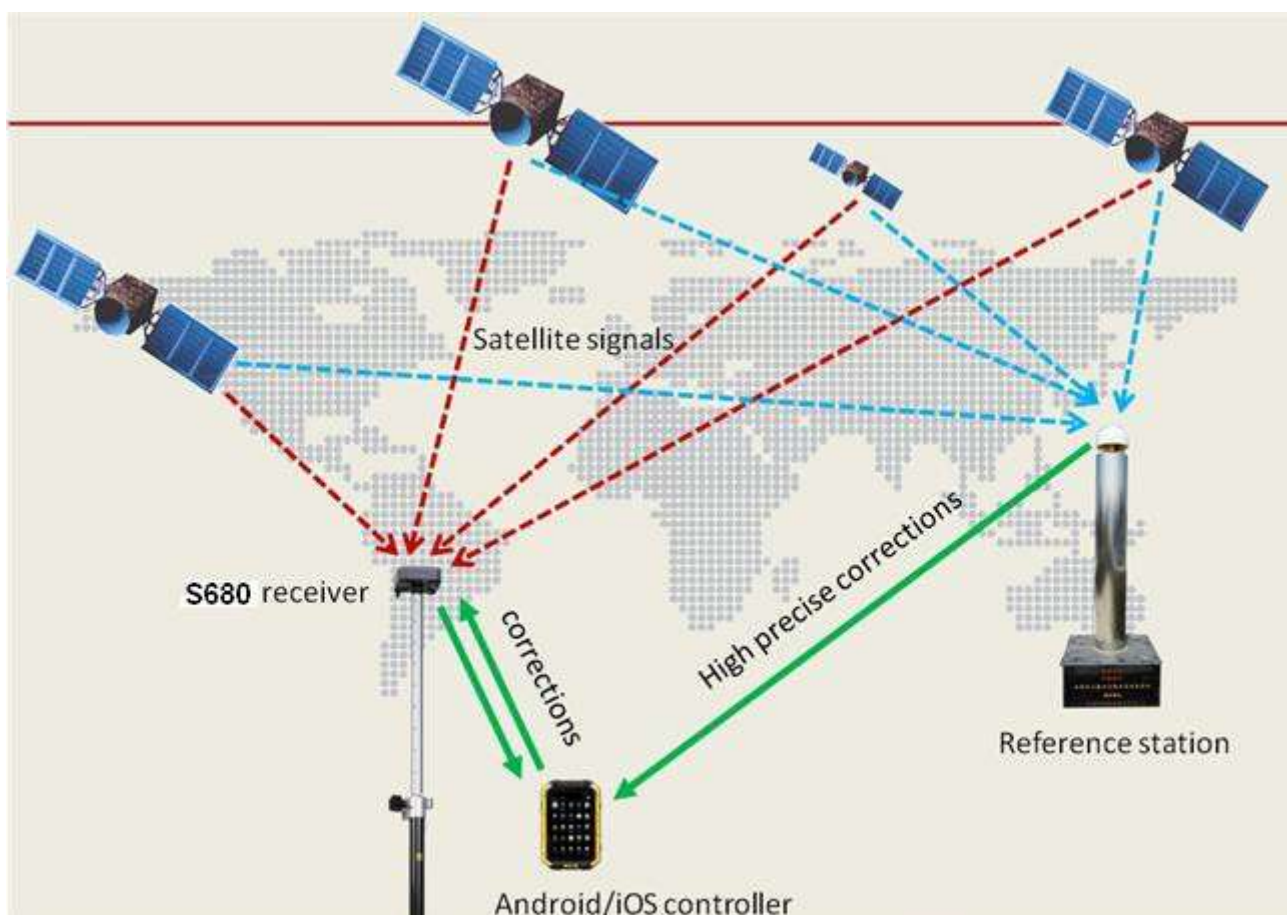 Satellite signals
S680 receiver
corrections
High precise corrections
Reference station
Android/iOS controller